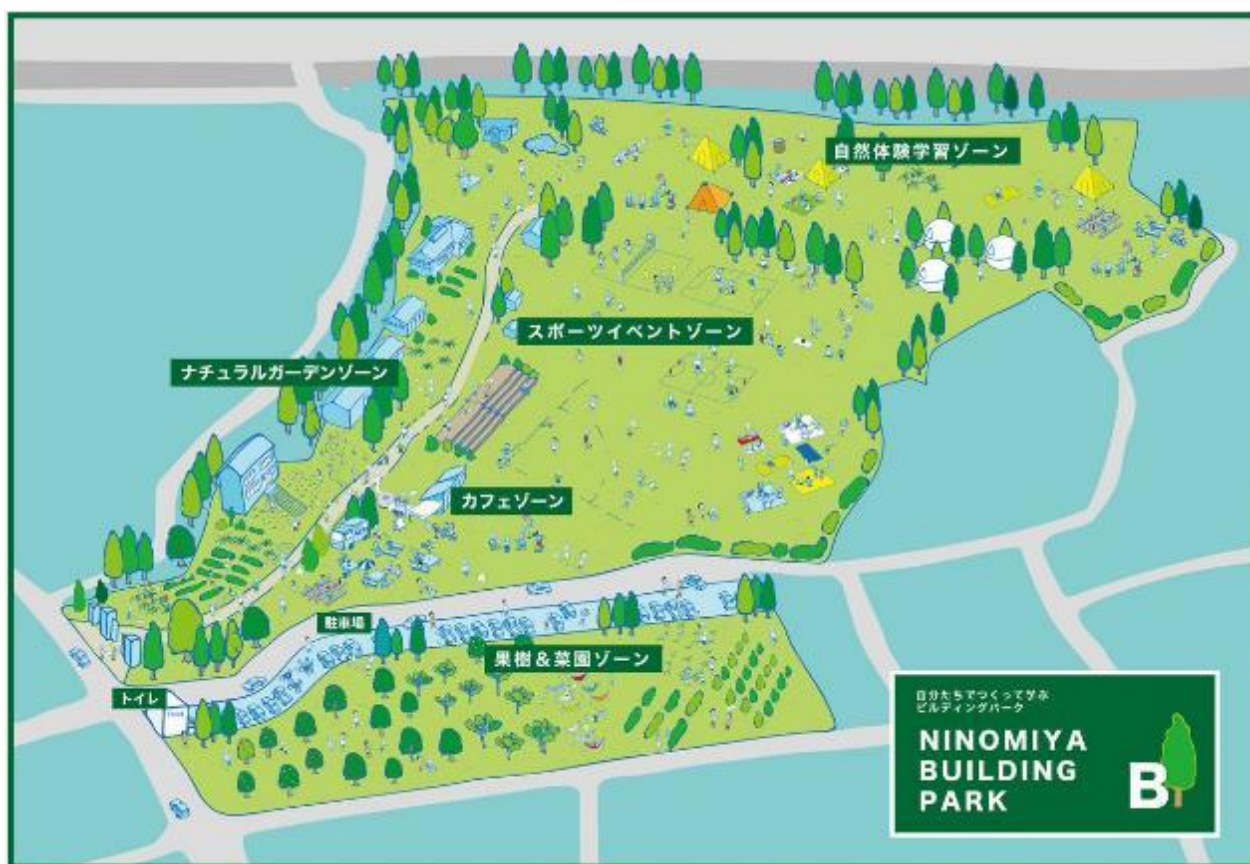 自然体験学習ゾーン
スポーツイベントゾーン
ナチュラルガーデンゾーン
カフェゾーン
駐車場
果樹&菜園ゾーン
トイレ
自分たちでつくって学ぶ
ビルディングパーク
NINOMIYA
BUILDING
PARK
B